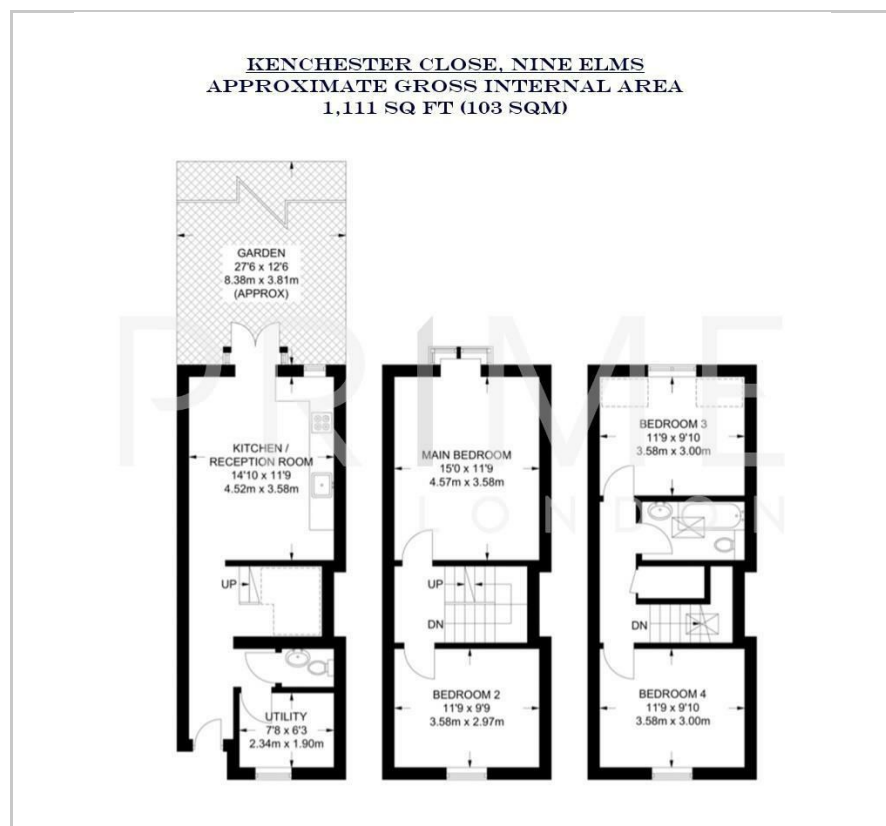 KENCHESTER CLOSE, NINE ELMS
APPROXIMATE GROSS INTERNAL AREA
1,111 SQ FT (103 SQM)
GARDEN
27'6 x 12'6
8.38m x 3.81m
(APPROX)
PRIME
LONDON
KITCHEN /
RECEPTION ROOM
14'10 x 11'9
4.52m x 3.58m
UP
UTILITY
7'8 x 6'3
2.34m x 1.90m
MAIN BEDROOM
15'0 x 11'9
4.57m x 3.58m
UP
DN
BEDROOM 2
11'9 x 9'9
3.58m x 2.97m
BEDROOM 3
11'9 x 9'10
3.58m x 3.00m
DN
BEDROOM 4
11'9 x 9'10
3.58m x 3.00m